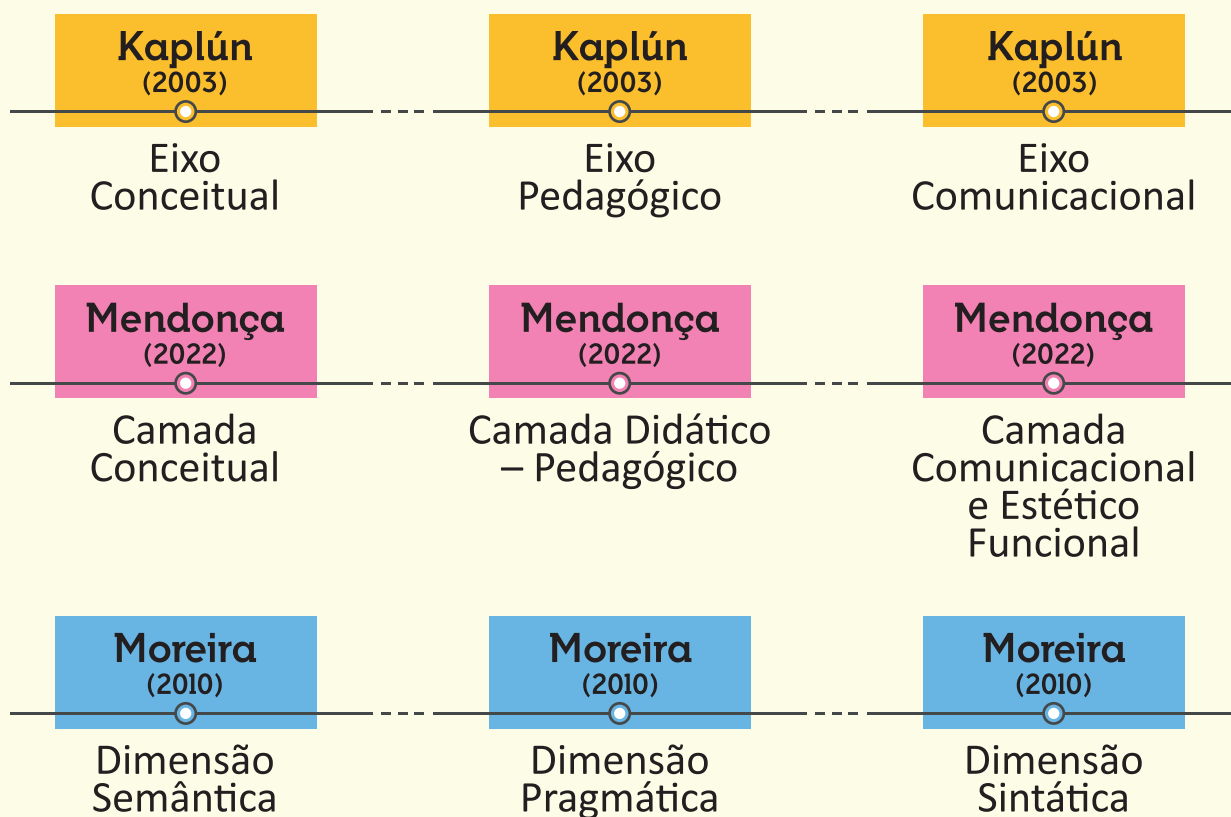 Kaplún
(2003)
Eixo
Conceitual
Kaplún
(2003)
Eixo
Pedagógico
Kaplún
(2003)
Eixo
Comunicacional
Mendonça
(2022)
Camada
Conceitual
Mendonça
(2022)
Camada Didático
– Pedagógico
Mendonça
(2022)
Camada
Comunicacional
e Estético
Funcional
Moreira
(2010)
Dimensão
Semântica
Moreira
(2010)
Dimensão
Pragmática
Moreira
(2010)
Dimensão
Sintática